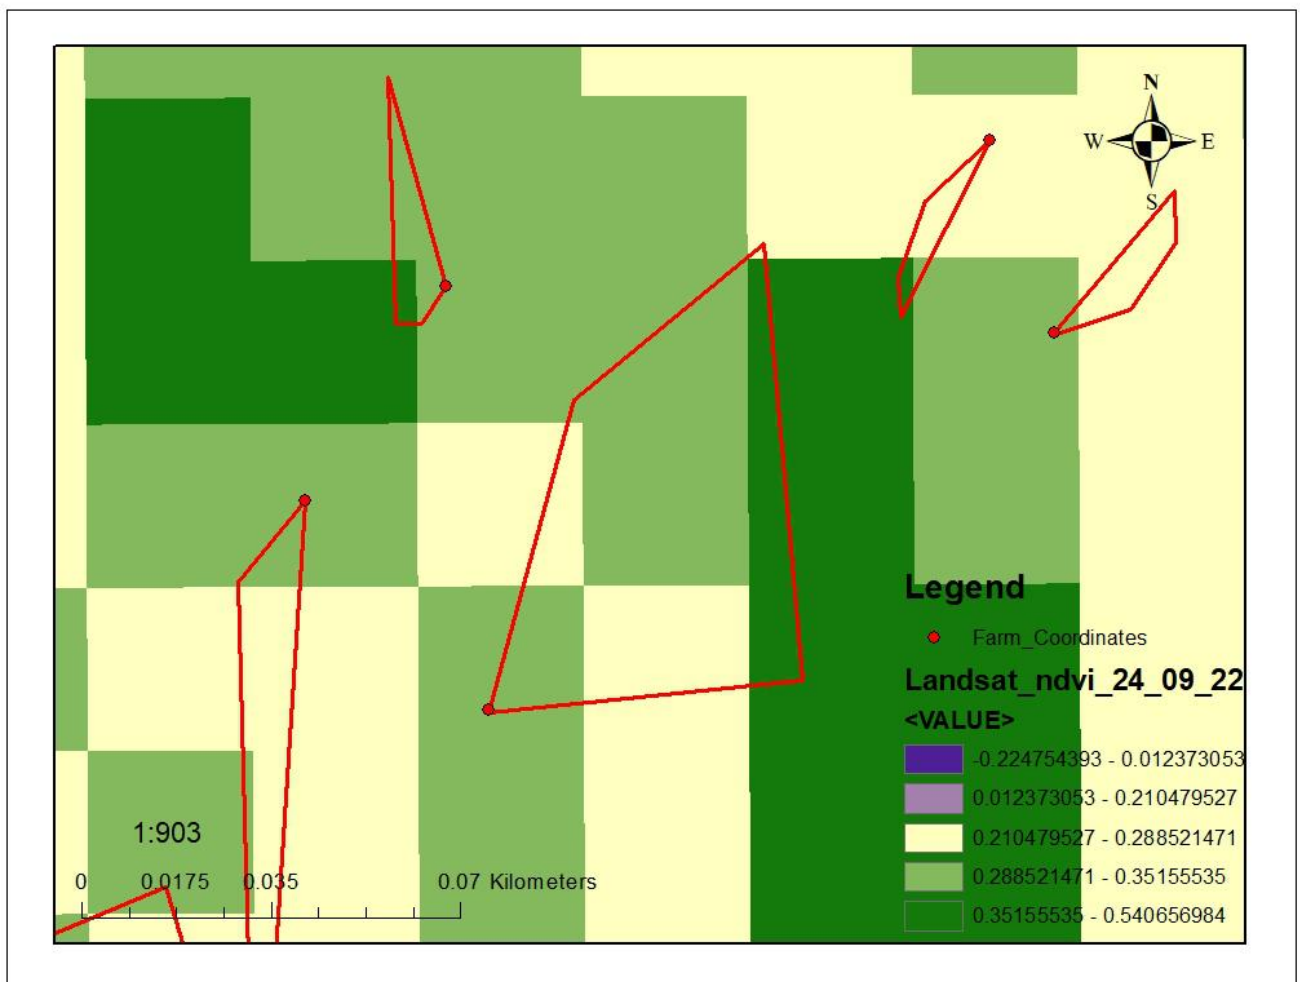 N
W E
S
Legend
Farm_Coordinates
Landsat_ndvi_24_09_22
<VALUE>
-0.224754393 - 0.012373053
0.012373053 - 0.210479527
0.210479527 - 0.288521471
0.288521471 - 0.35155535
0.35155535 - 0.540656984
1:903
0 0.0175 0.035 0.07 Kilometers